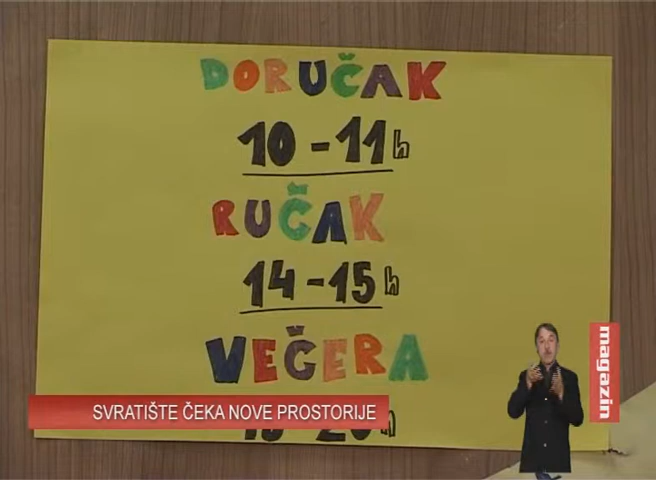 DORUČAK
10 - 11h
RUČAK
14 - 15h
VEČERA
SVRATIŠTE ČEKA NOVE PROSTORIJE
magazin